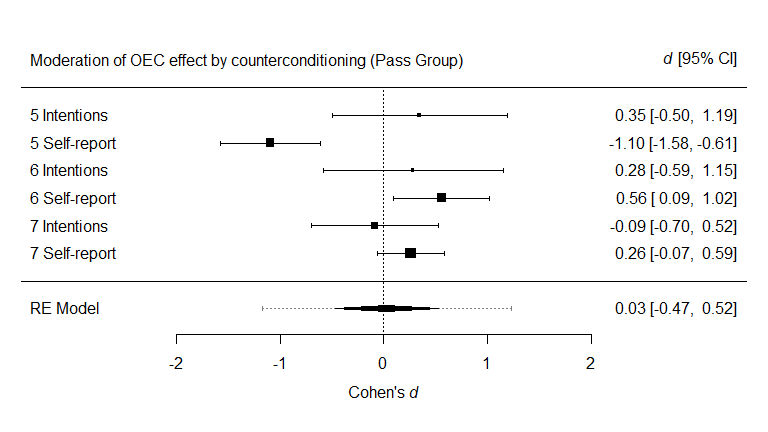 Moderation of OEC effect by counterconditioning (Pass Group) d [95% CI]
5 Intentions 0.35 [-0.50, 1.19]
5 Self-report -1.10 [-1.58, -0.61]
6 Intentions 0.28 [-0.59, 1.15]
6 Self-report 0.56 [ 0.09, 1.02]
7 Intentions -0.09 [-0.70, 0.52]
7 Self-report 0.26 [-0.07, 0.59]
RE Model 0.03 [-0.47, 0.52]
-2 -1 0 1 2
Cohen's d